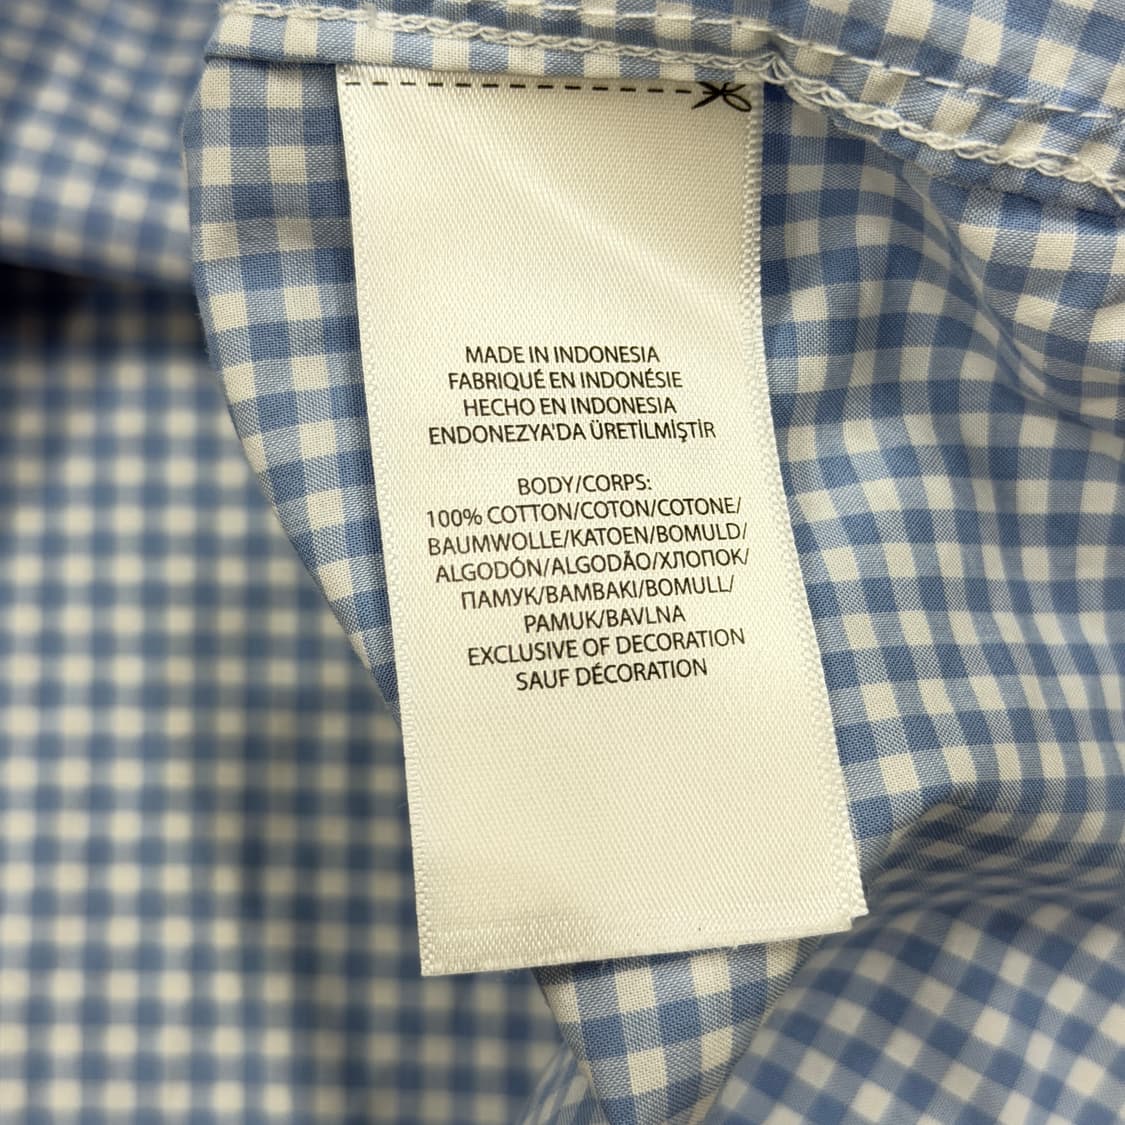 MADE IN INDONESIA
FABRIQUÉ EN INDONÉSIE
HECHO EN INDONESIA
ENDONEZYA'DA ÜRETİLMİŞTİR
BODY/CORPS:
100% COTTON/COTON/COTONE/
BAUMWOLLE/KATOEN/BOMULD/
ALGODÓN/ALGODÃO/ХЛОПОК/
ПАМУК/ΒΑΜΒΑΚΙ/BOMULL/
PAMUK/BAVLNA
EXCLUSIVE OF DECORATION
SAUF DÉCORATION